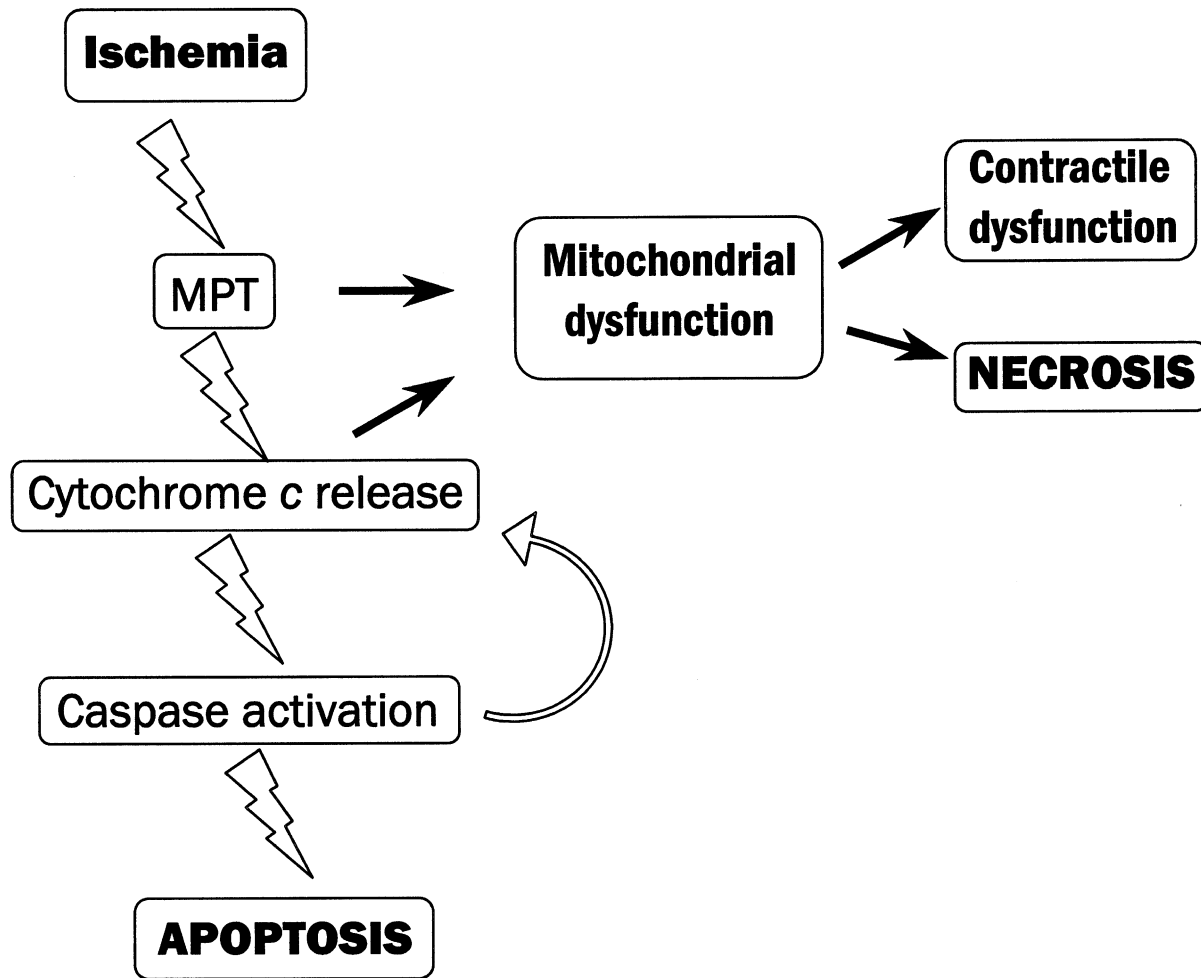 Ischemia
MPT
Cytochrome c release
Caspase activation
APOPTOSIS
Mitochondrial
dysfunction
Contractile
dysfunction
NECROSIS